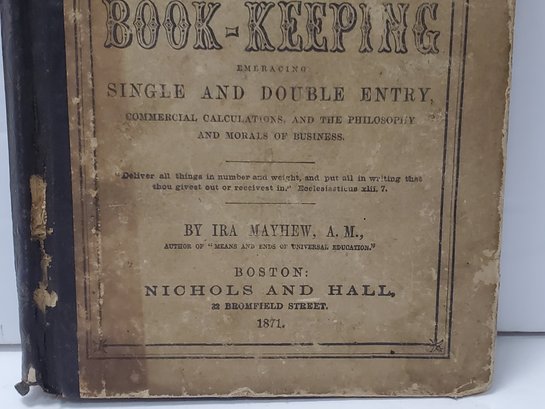 BOOK-KEEPING
EMBRACING
SINGLE AND DOUBLE ENTRY,
COMMERCIAL CALCULATIONS, AND THE PHILOSOPHY
AND MORALS OF BUSINESS.
"Deliver all things in number and weight, and put all in writing that
thou givest out or receivest in." Ecclesiasticus xlii. 7.
BY IRA MAYHEW, A. M.,
AUTHOR OF "MEANS AND ENDS OF UNIVERSAL EDUCATION."
BOSTON:
NICHOLS AND HALL,
32 BROMFIELD STREET.
1871.